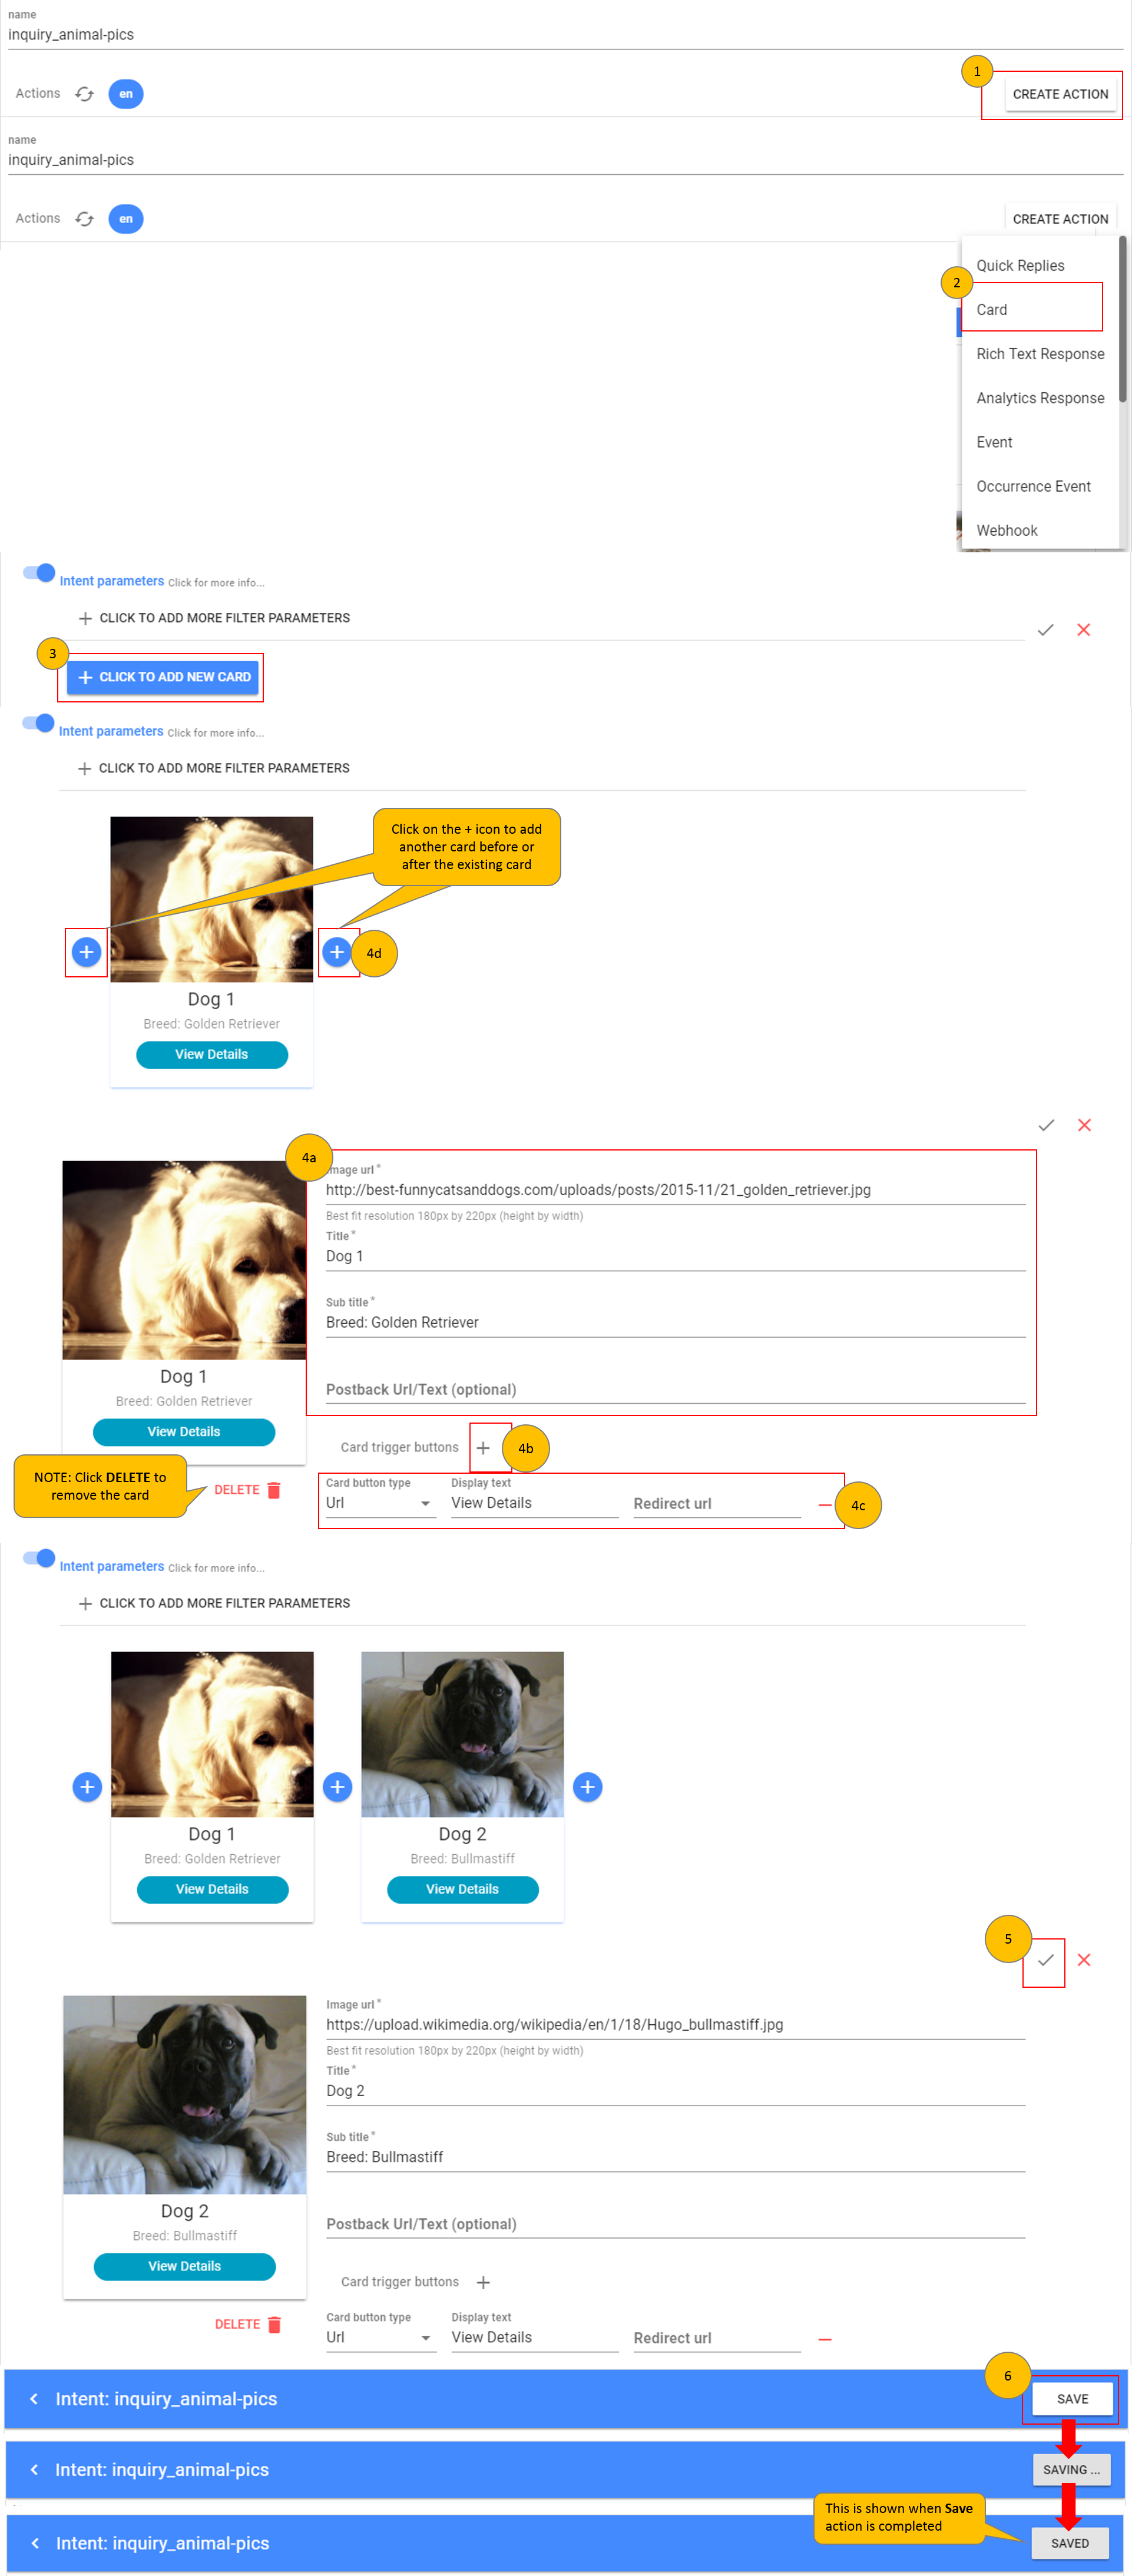 name
inquiry_animal-pics
1
Actions en CREATE ACTION
name
inquiry_animal-pics
Actions en CREATE ACTION
Quick Replies
2
Card
Rich Text Response
Analytics Response
Event
Occurrence Event
Webhook
Intent parameters Click for more info...
+ CLICK TO ADD MORE FILTER PARAMETERS
3
+ CLICK TO ADD NEW CARD
Intent parameters Click for more info...
+ CLICK TO ADD MORE FILTER PARAMETERS
Click on the + icon to add
another card before or
after the existing card
+ + 4d
Dog 1
Breed: Golden Retriever
View Details
4a
mage url *
http://best-funnycatsanddogs.com/uploads/posts/2015-11/21_golden_retriever.jpg
Best fit resolution 180px by 220px (height by width)
Title *
Dog 1
Sub title *
Breed: Golden Retriever
Dog 1
Breed: Golden Retriever
View Details
Postback Url/Text (optional)
Card trigger buttons + 4b
NOTE: Click DELETE to
remove the card
DELETE
Card button type Display text
Url View Details Redirect url 4c
Intent parameters Click for more info...
+ CLICK TO ADD MORE FILTER PARAMETERS
+ + +
Dog 1 Dog 2
Breed: Golden Retriever Breed: Bullmastiff
View Details View Details
5
Image url *
https://upload.wikimedia.org/wikipedia/en/1/18/Hugo_bullmastiff.jpg
Best fit resolution 180px by 220px (height by width)
Title *
Dog 2
Sub title *
Breed: Bullmastiff
Dog 2
Breed: Bullmastiff
View Details
Postback Url/Text (optional)
Card trigger buttons +
DELETE
Card button type Display text
Url View Details Redirect url
6
< Intent: inquiry_animal-pics SAVE
< Intent: inquiry_animal-pics SAVING ...
This is shown when Save
action is completed
< Intent: inquiry_animal-pics SAVED